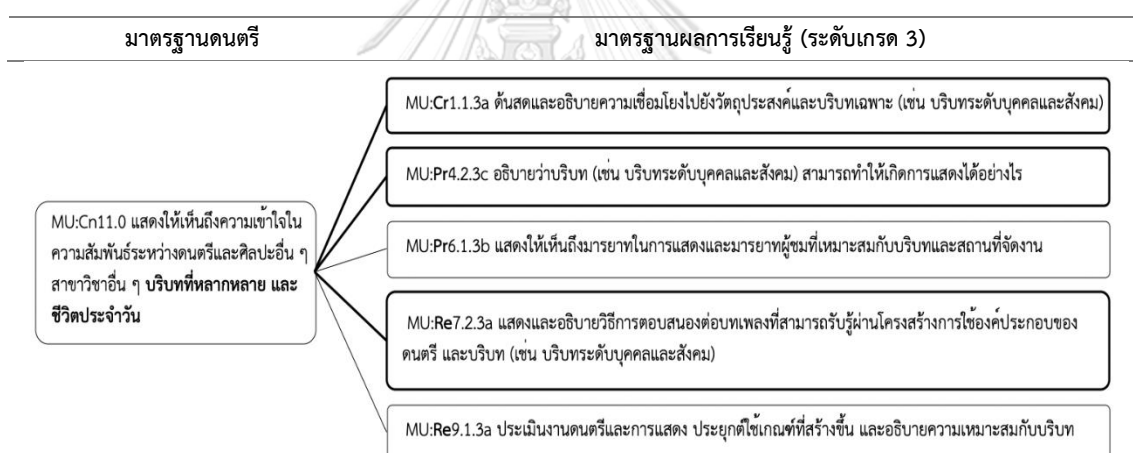 มาตรฐานดนตรี มาตรฐานผลการเรียนรู้ (ระดับเกรด 3)
MU:Cr1.1.3a ด้นสดและอธิบายความเชื่อมโยงไปยังวัตถุประสงค์และบริบทเฉพาะ (เช่น บริบทระดับบุคคลและสังคม)
MU:Pr4.2.3c อธิบายว่าบริบท (เช่น บริบทระดับบุคคลและสังคม) สามารถทำให้เกิดการแสดงได้อย่างไร
MU:Cn11.0 แสดงให้เห็นถึงความเข้าใจใน
ความสัมพันธ์ระหว่างดนตรีและศิลปะอื่น ๆ
สาขาวิชาอื่น ๆ บริบทที่หลากหลาย และ
ชีวิตประจำวัน
MU:Pr6.1.3b แสดงให้เห็นถึงมารยาทในการแสดงและมารยาทผู้ชมที่เหมาะสมกับบริบทและสถานที่จัดงาน
MU:Re7.2.3a แสดงและอธิบายวิธีการตอบสนองต่อบทเพลงที่สามารถรับรู้ผ่านโครงสร้างการใช้องค์ประกอบของ
ดนตรี และบริบท (เช่น บริบทระดับบุคคลและสังคม)
MU:Re9.1.3a ประเมินงานดนตรีและการแสดง ประยุกต์ใช้เกณฑ์ที่สร้างขึ้น และอธิบายความเหมาะสมกับบริบท